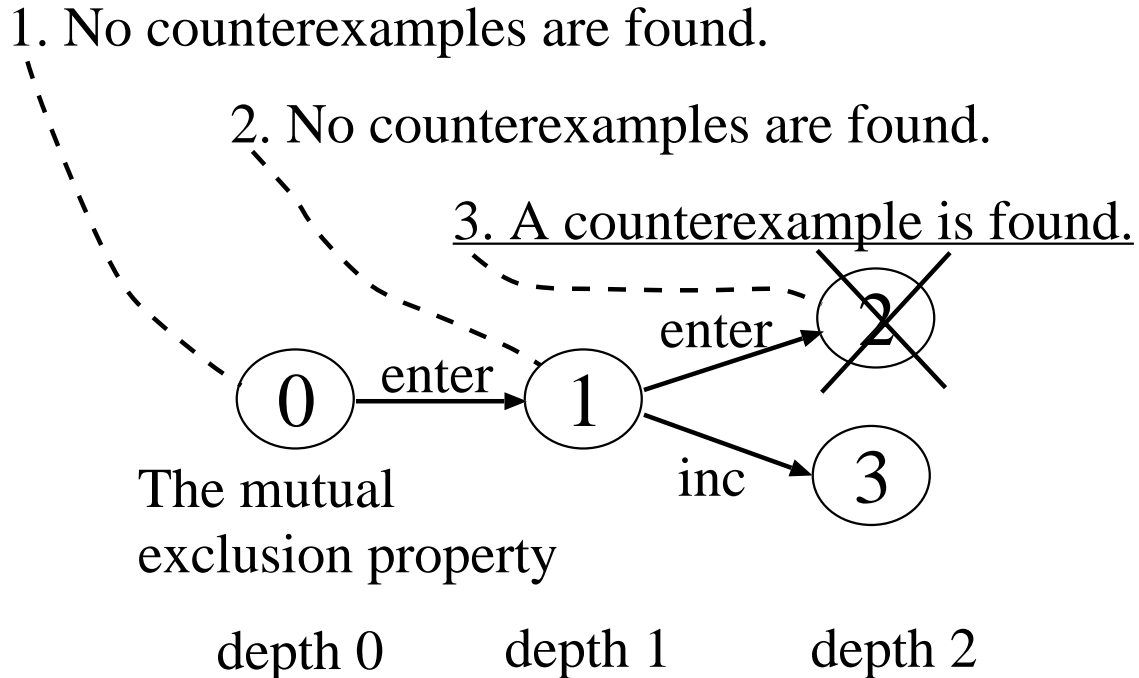 1. No counterexamples are found.
2. No counterexamples are found.
3. A counterexample is found.
enter
2
enter
0
1
inc
3
The mutual
exclusion property
depth 0
depth 1
depth 2